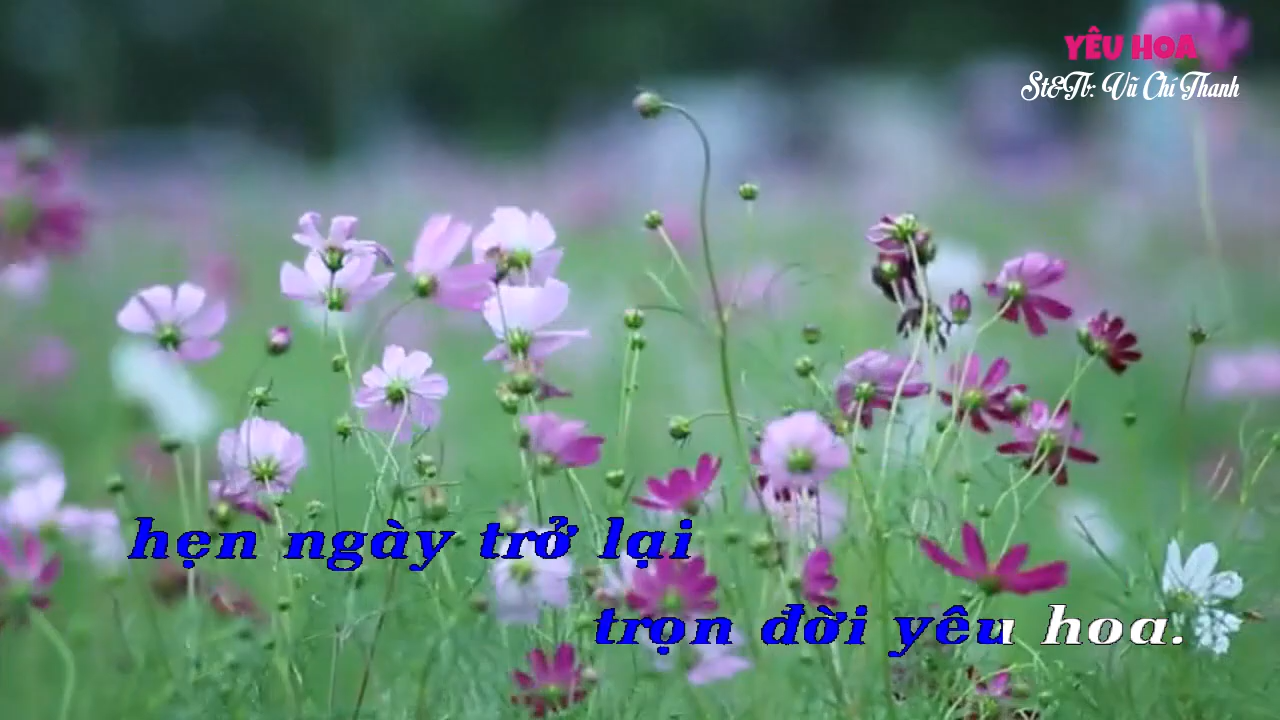 YÊU HOA
St&Tb: Vũ Chí Thanh
hẹn ngày trở lại
trọn đời yêu hoa.